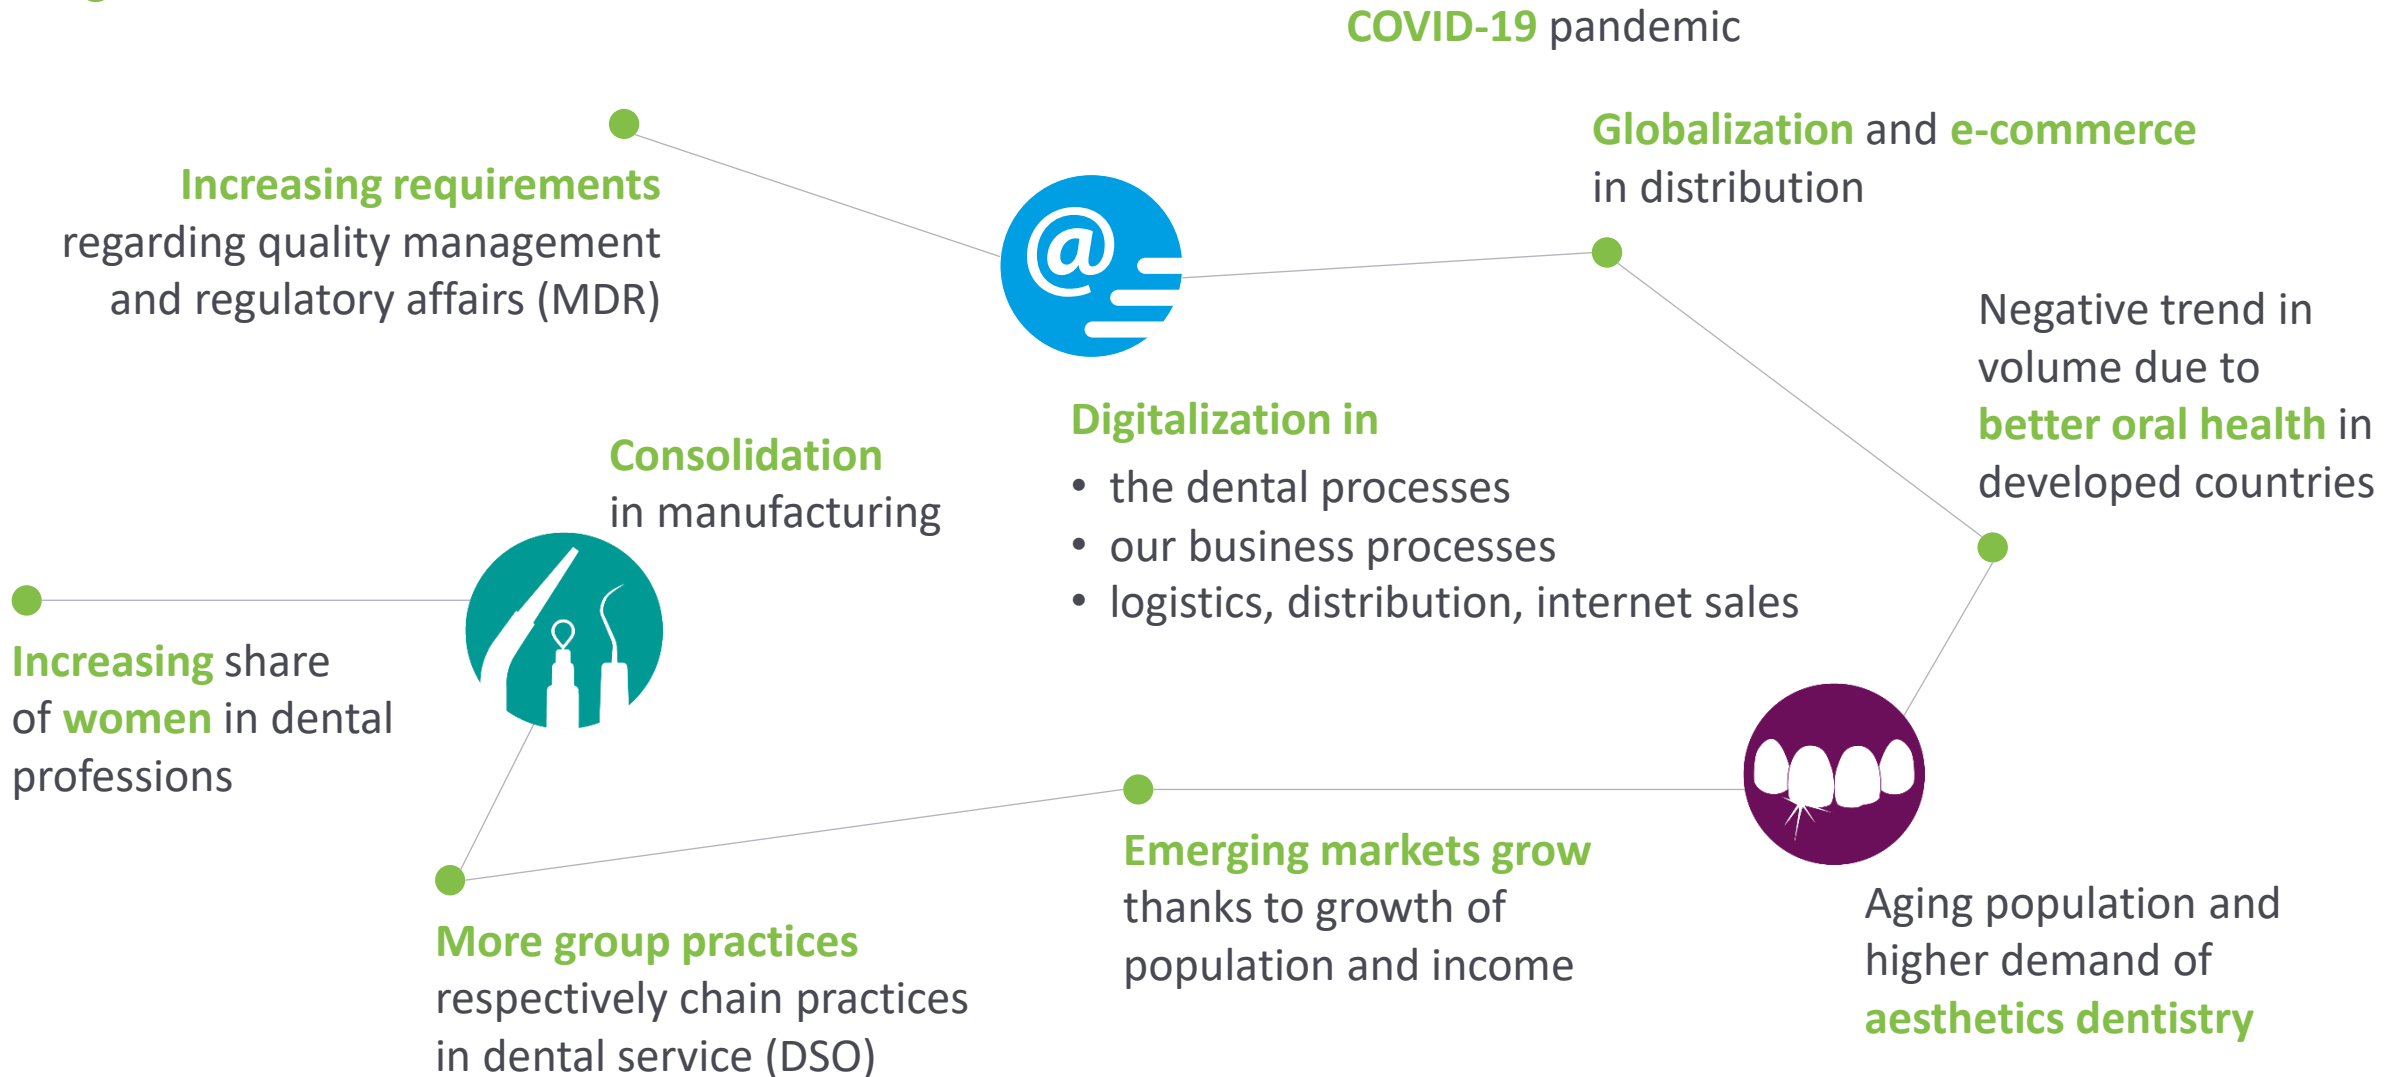 COVID-19 pandemic
Globalization and e-commerce
in distribution
Increasing requirements
regarding quality management
and regulatory affairs (MDR)
@
Negative trend in
volume due to
better oral health in
developed countries
Digitalization in
• the dental processes
• our business processes
• logistics, distribution, internet sales
Consolidation
in manufacturing
Increasing share
of women in dental
professions
Emerging markets grow
thanks to growth of
population and income
Aging population and
higher demand of
aesthetics dentistry
More group practices
respectively chain practices
in dental service (DSO)